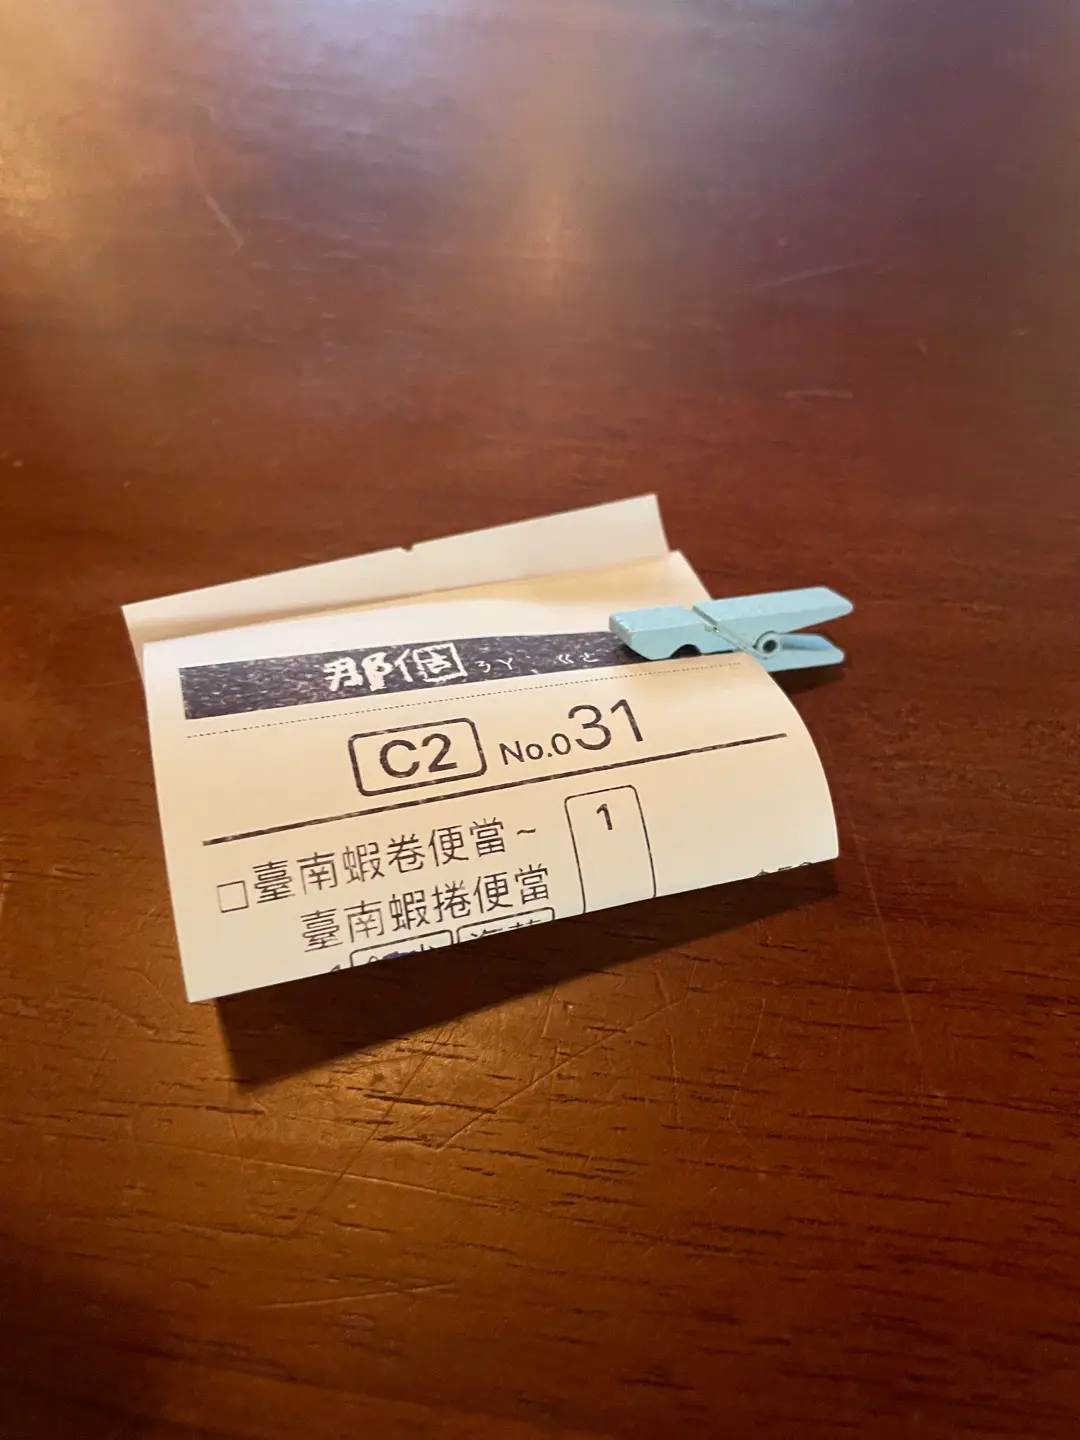 那個 ㄋㄚˋ ㄍㄜ
C2 No.031
□臺南蝦卷便當~ 1
臺南蝦捲便當